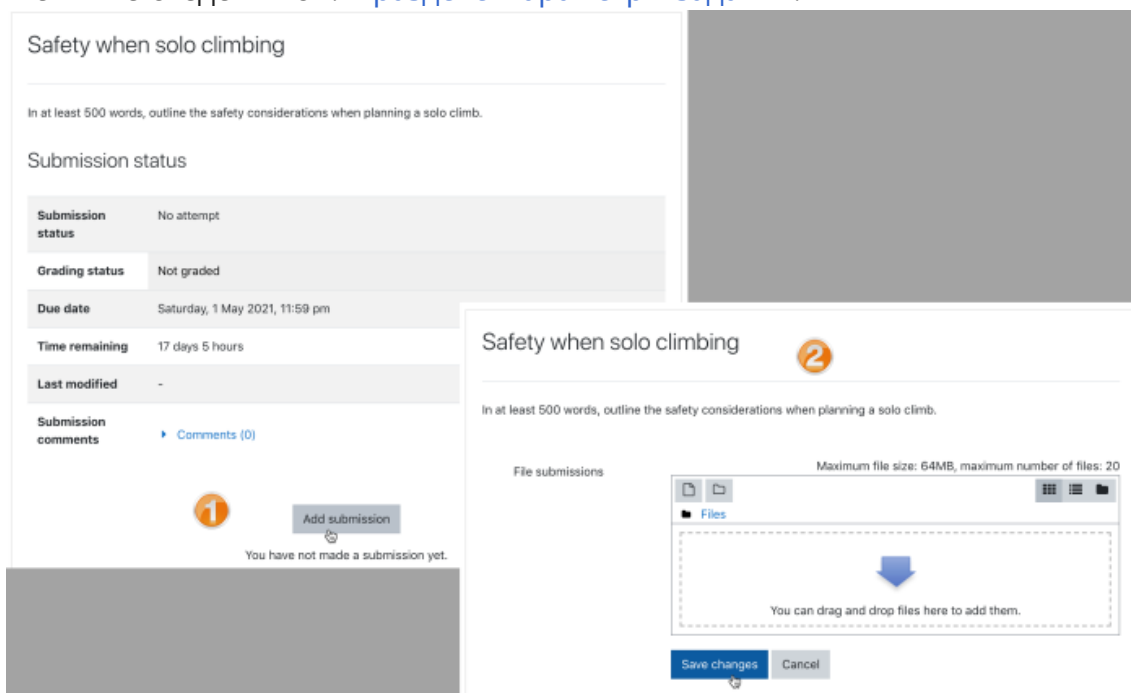 Safety when solo climbing
In at least 500 words, outline the safety considerations when planning a solo climb.
Submission status
Submission status
No attempt
Grading status
Not graded
Due date
Saturday, 1 May 2021, 11:59 pm
Time remaining
17 days 5 hours
Last modified
-
Submission comments
Comments (0)
1
Add submission
You have not made a submission yet.
Safety when solo climbing
2
In at least 500 words, outline the safety considerations when planning a solo climb.
File submissions
Maximum file size: 64MB, maximum number of files: 20
Files
You can drag and drop files here to add them.
Save changes
Cancel